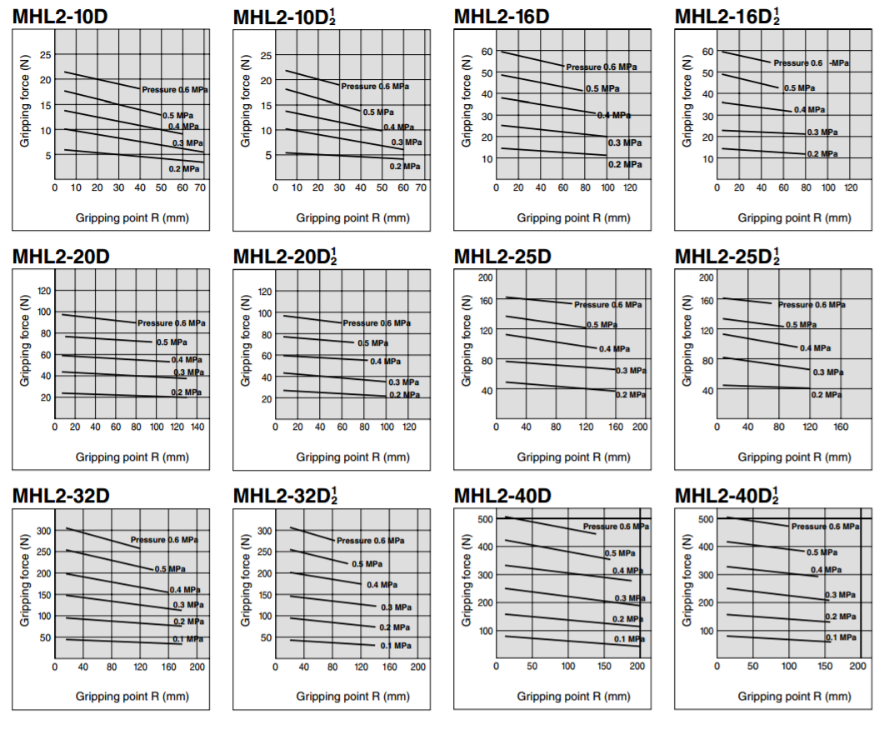 MHL2-10D
Gripping force (N)
25
20
15
10
5
0 10 20 30 40 50 60 70
Pressure 0.6 MPa
0.5 MPa
0.4 MPa
0.3 MPa
0.2 MPa
Gripping point R (mm)
MHL2-10D1/2
Gripping force (N)
25
20
15
10
5
0 10 20 30 40 50 60 70
Pressure 0.6 MPa
0.5 MPa
0.4 MPa
0.3 MPa
0.2 MPa
Gripping point R (mm)
MHL2-16D
Gripping force (N)
60
50
40
30
20
10
0 20 40 60 80 100 120
Pressure 0.6 MPa
0.5 MPa
0.4 MPa
0.3 MPa
0.2 MPa
Gripping point R (mm)
MHL2-16D1/2
Gripping force (N)
60
50
40
30
20
10
0 20 40 60 80 100 120
Pressure 0.6 -MPa
0.5 MPa
0.4 MPa
0.3 MPa
0.2 MPa
Gripping point R (mm)
MHL2-20D
Gripping force (N)
120
100
80
60
40
20
0 20 40 60 80 100 120 140
Pressure 0.6 MPa
0.5 MPa
0.4 MPa
0.3 MPa
0.2 MPa
Gripping point R (mm)
MHL2-20D1/2
Gripping force (N)
120
100
80
60
40
20
0 20 40 60 80 100 120
Pressure 0.6 MPa
0.5 MPa
0.4 MPa
0.3 MPa
0.2 MPa
Gripping point R (mm)
MHL2-25D
Gripping force (N)
200
160
120
80
40
0 40 80 120 160 200
Pressure 0.6 MPa
0.5 MPa
0.4 MPa
0.3 MPa
0.2 MPa
Gripping point R (mm)
MHL2-25D1/2
Gripping force (N)
200
160
120
80
40
0 40 80 120 160
Pressure 0.6 MPa
0.5 MPa
0.4 MPa
0.3 MPa
0.2 MPa
Gripping point R (mm)
MHL2-32D
Gripping force (N)
300
250
200
150
100
50
0 40 80 120 160 200
Pressure 0.6 MPa
0.5 MPa
0.4 MPa
0.3 MPa
0.2 MPa
0.1 MPa
Gripping point R (mm)
MHL2-32D1/2
Gripping force (N)
300
250
200
150
100
50
0 40 80 120 160 200
Pressure 0.6 MPa
0.5 MPa
0.4 MPa
0.3 MPa
0.2 MPa
0.1 MPa
Gripping point R (mm)
MHL2-40D
Gripping force (N)
500
400
300
200
100
0 50 100 150 200
Pressure 0.6 MPa
0.5 MPa
0.4 MPa
0.3 MPa
0.2 MPa
0.1 MPa
Gripping point R (mm)
MHL2-40D1/2
Gripping force (N)
500
400
300
200
100
0 50 100 150 200
Pressure 0.6 MPa
0.5 MPa
0.4 MPa
0.3 MPa
0.2 MPa
0.1 MPa
Gripping point R (mm)